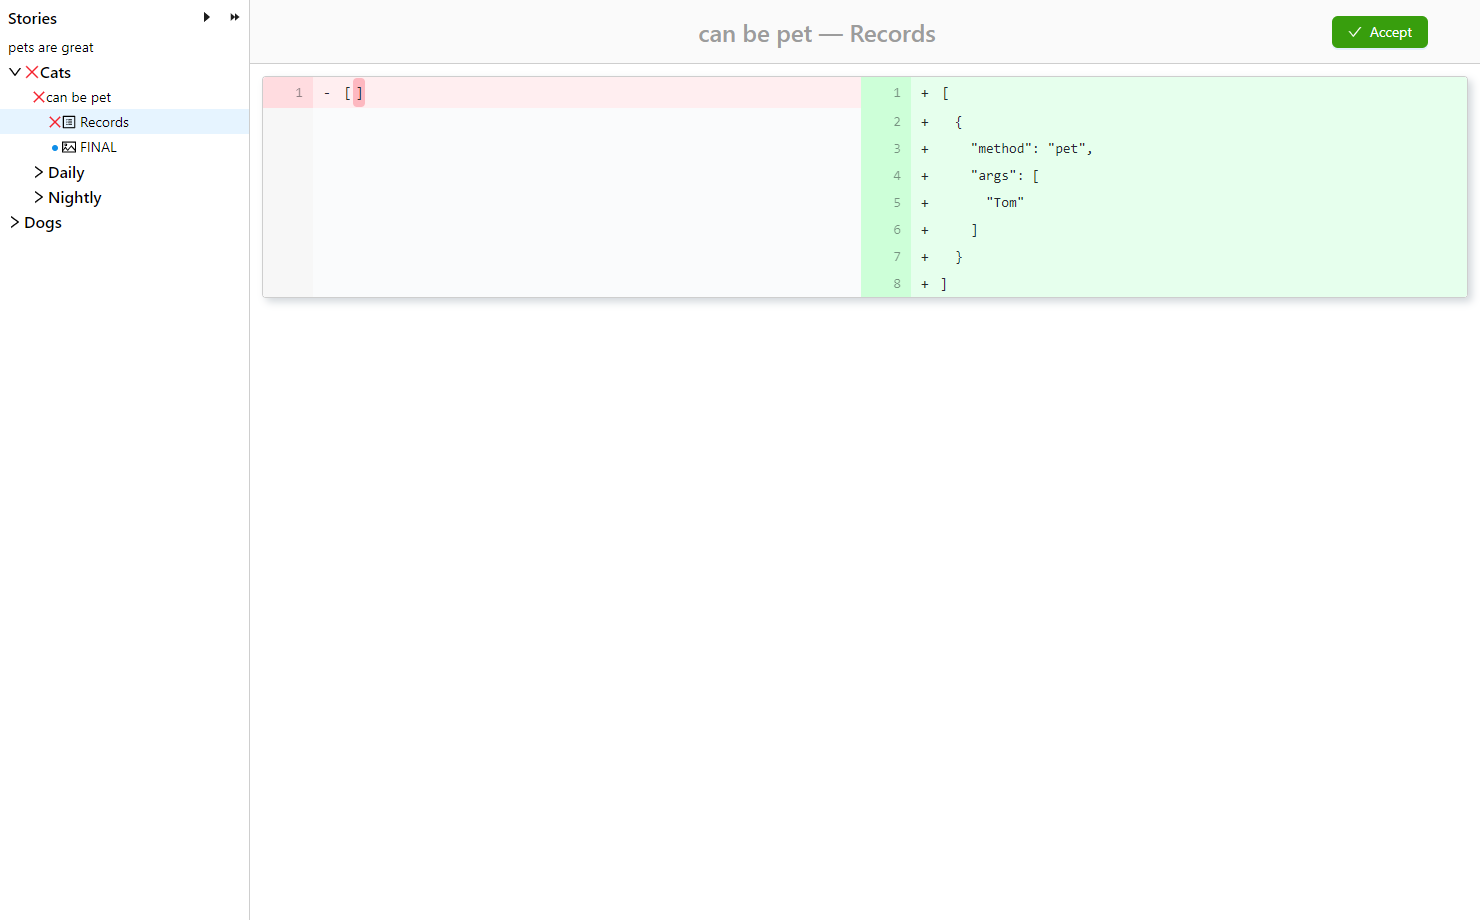 Stories
pets are great
Cats
can be pet
Records
FINAL
Daily
Nightly
Dogs
can be pet — Records
Accept
1 - []
1 + [
2 + {
3 + "method": "pet",
4 + "args": [
5 + "Tom"
6 + ]
7 + }
8 + ]